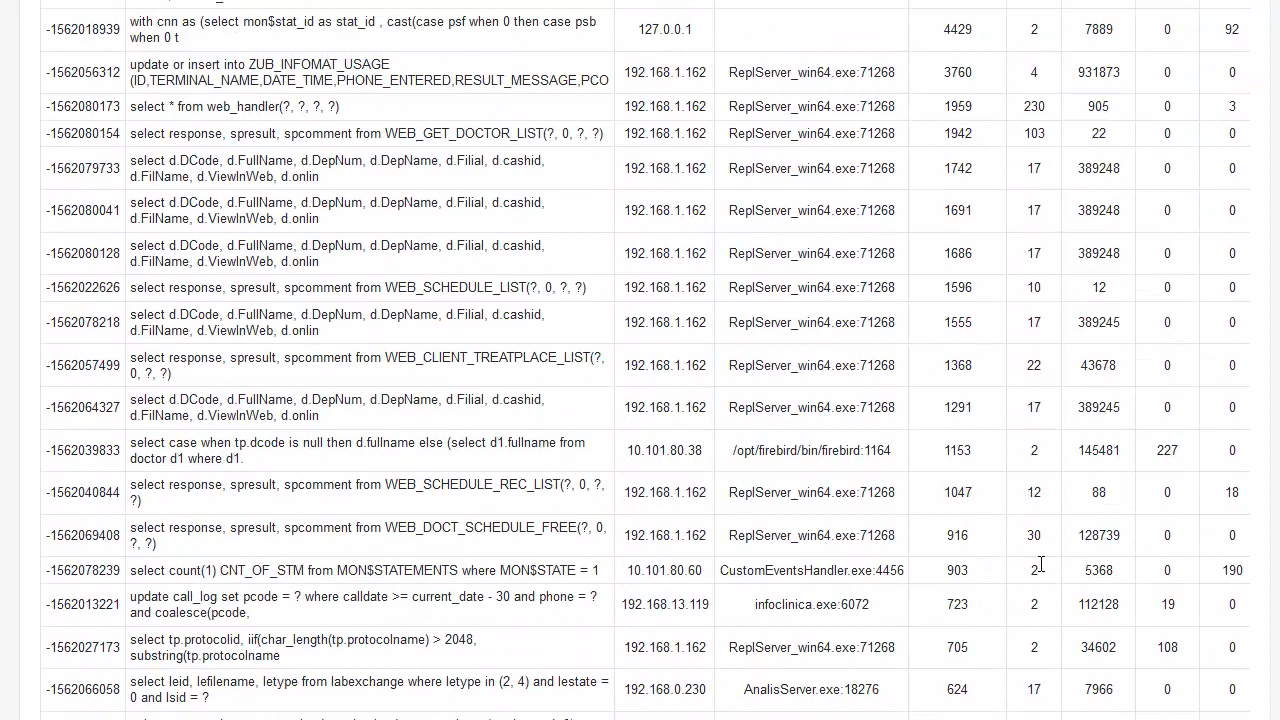 -1562018939 with cnn as (select mon$stat_id as stat_id , cast(case psf when 0 then case psb 127.0.0.1 4429 2 7889 0 92
when 0 t
-1562056312 update or insert into ZUB_INFOMAT_USAGE 192.168.1.162 ReplServer_win64.exe:71268 3760 4 931873 0 0
(ID,TERMINAL_NAME,DATE_TIME,PHONE_ENTERED,RESULT_MESSAGE,PCO
-1562080173 select * from web_handler(?, ?, ?, ?) 192.168.1.162 ReplServer_win64.exe:71268 1959 230 905 0 3
-1562080154 select response, spresult, spcomment from WEB_GET_DOCTOR_LIST(?, 0, ?, ?) 192.168.1.162 ReplServer_win64.exe:71268 1942 103 22 0 0
-1562079733 select d.DCode, d.FullName, d.DepNum, d.DepName, d.Filial, d.cashid, 192.168.1.162 ReplServer_win64.exe:71268 1742 17 389248 0 0
d.FilName, d.ViewInWeb, d.onlin
-1562080041 select d.DCode, d.FullName, d.DepNum, d.DepName, d.Filial, d.cashid, 192.168.1.162 ReplServer_win64.exe:71268 1691 17 389248 0 0
d.FilName, d.ViewInWeb, d.onlin
-1562080128 select d.DCode, d.FullName, d.DepNum, d.DepName, d.Filial, d.cashid, 192.168.1.162 ReplServer_win64.exe:71268 1686 17 389248 0 0
d.FilName, d.ViewInWeb, d.onlin
-1562022626 select response, spresult, spcomment from WEB_SCHEDULE_LIST(?, 0, ?, ?) 192.168.1.162 ReplServer_win64.exe:71268 1596 10 12 0 0
-1562078218 select d.DCode, d.FullName, d.DepNum, d.DepName, d.Filial, d.cashid, 192.168.1.162 ReplServer_win64.exe:71268 1555 17 389245 0 0
d.FilName, d.ViewInWeb, d.onlin
-1562057499 select response, spresult, spcomment from WEB_CLIENT_TREATPLACE_LIST(?, 192.168.1.162 ReplServer_win64.exe:71268 1368 22 43678 0 0
0, ?, ?)
-1562064327 select d.DCode, d.FullName, d.DepNum, d.DepName, d.Filial, d.cashid, 192.168.1.162 ReplServer_win64.exe:71268 1291 17 389245 0 0
d.FilName, d.ViewInWeb, d.onlin
-1562039833 select case when tp.dcode is null then d.fullname else (select d1.fullname from 10.101.80.38 /opt/firebird/bin/firebird:1164 1153 2 145481 227 0
doctor d1 where d1.
-1562040844 select response, spresult, spcomment from WEB_SCHEDULE_REC_LIST(?, 0, ?, 192.168.1.162 ReplServer_win64.exe:71268 1047 12 88 0 18
?)
-1562069408 select response, spresult, spcomment from WEB_DOCT_SCHEDULE_FREE(?, 0, 192.168.1.162 ReplServer_win64.exe:71268 916 30 128739 0 0
?, ?)
-1562078239 select count(1) CNT_OF_STM from MON$STATEMENTS where MON$STATE = 1 10.101.80.60 CustomEventsHandler.exe:4456 903 2 5368 0 190
-1562013221 update call_log set pcode = ? where calldate >= current_date - 30 and phone = ? 192.168.13.119 infoclinica.exe:6072 723 2 112128 19 0
and coalesce(pcode,
-1562027173 select tp.protocolid, iif(char_length(tp.protocolname) > 2048, 192.168.1.162 ReplServer_win64.exe:71268 705 2 34602 108 0
substring(tp.protocolname
-1562066058 select leid, lefilename, letype from labexchange where letype in (2, 4) and lestate = 192.168.0.230 AnalisServer.exe:18276 624 17 7966 0 0
0 and lsid = ?